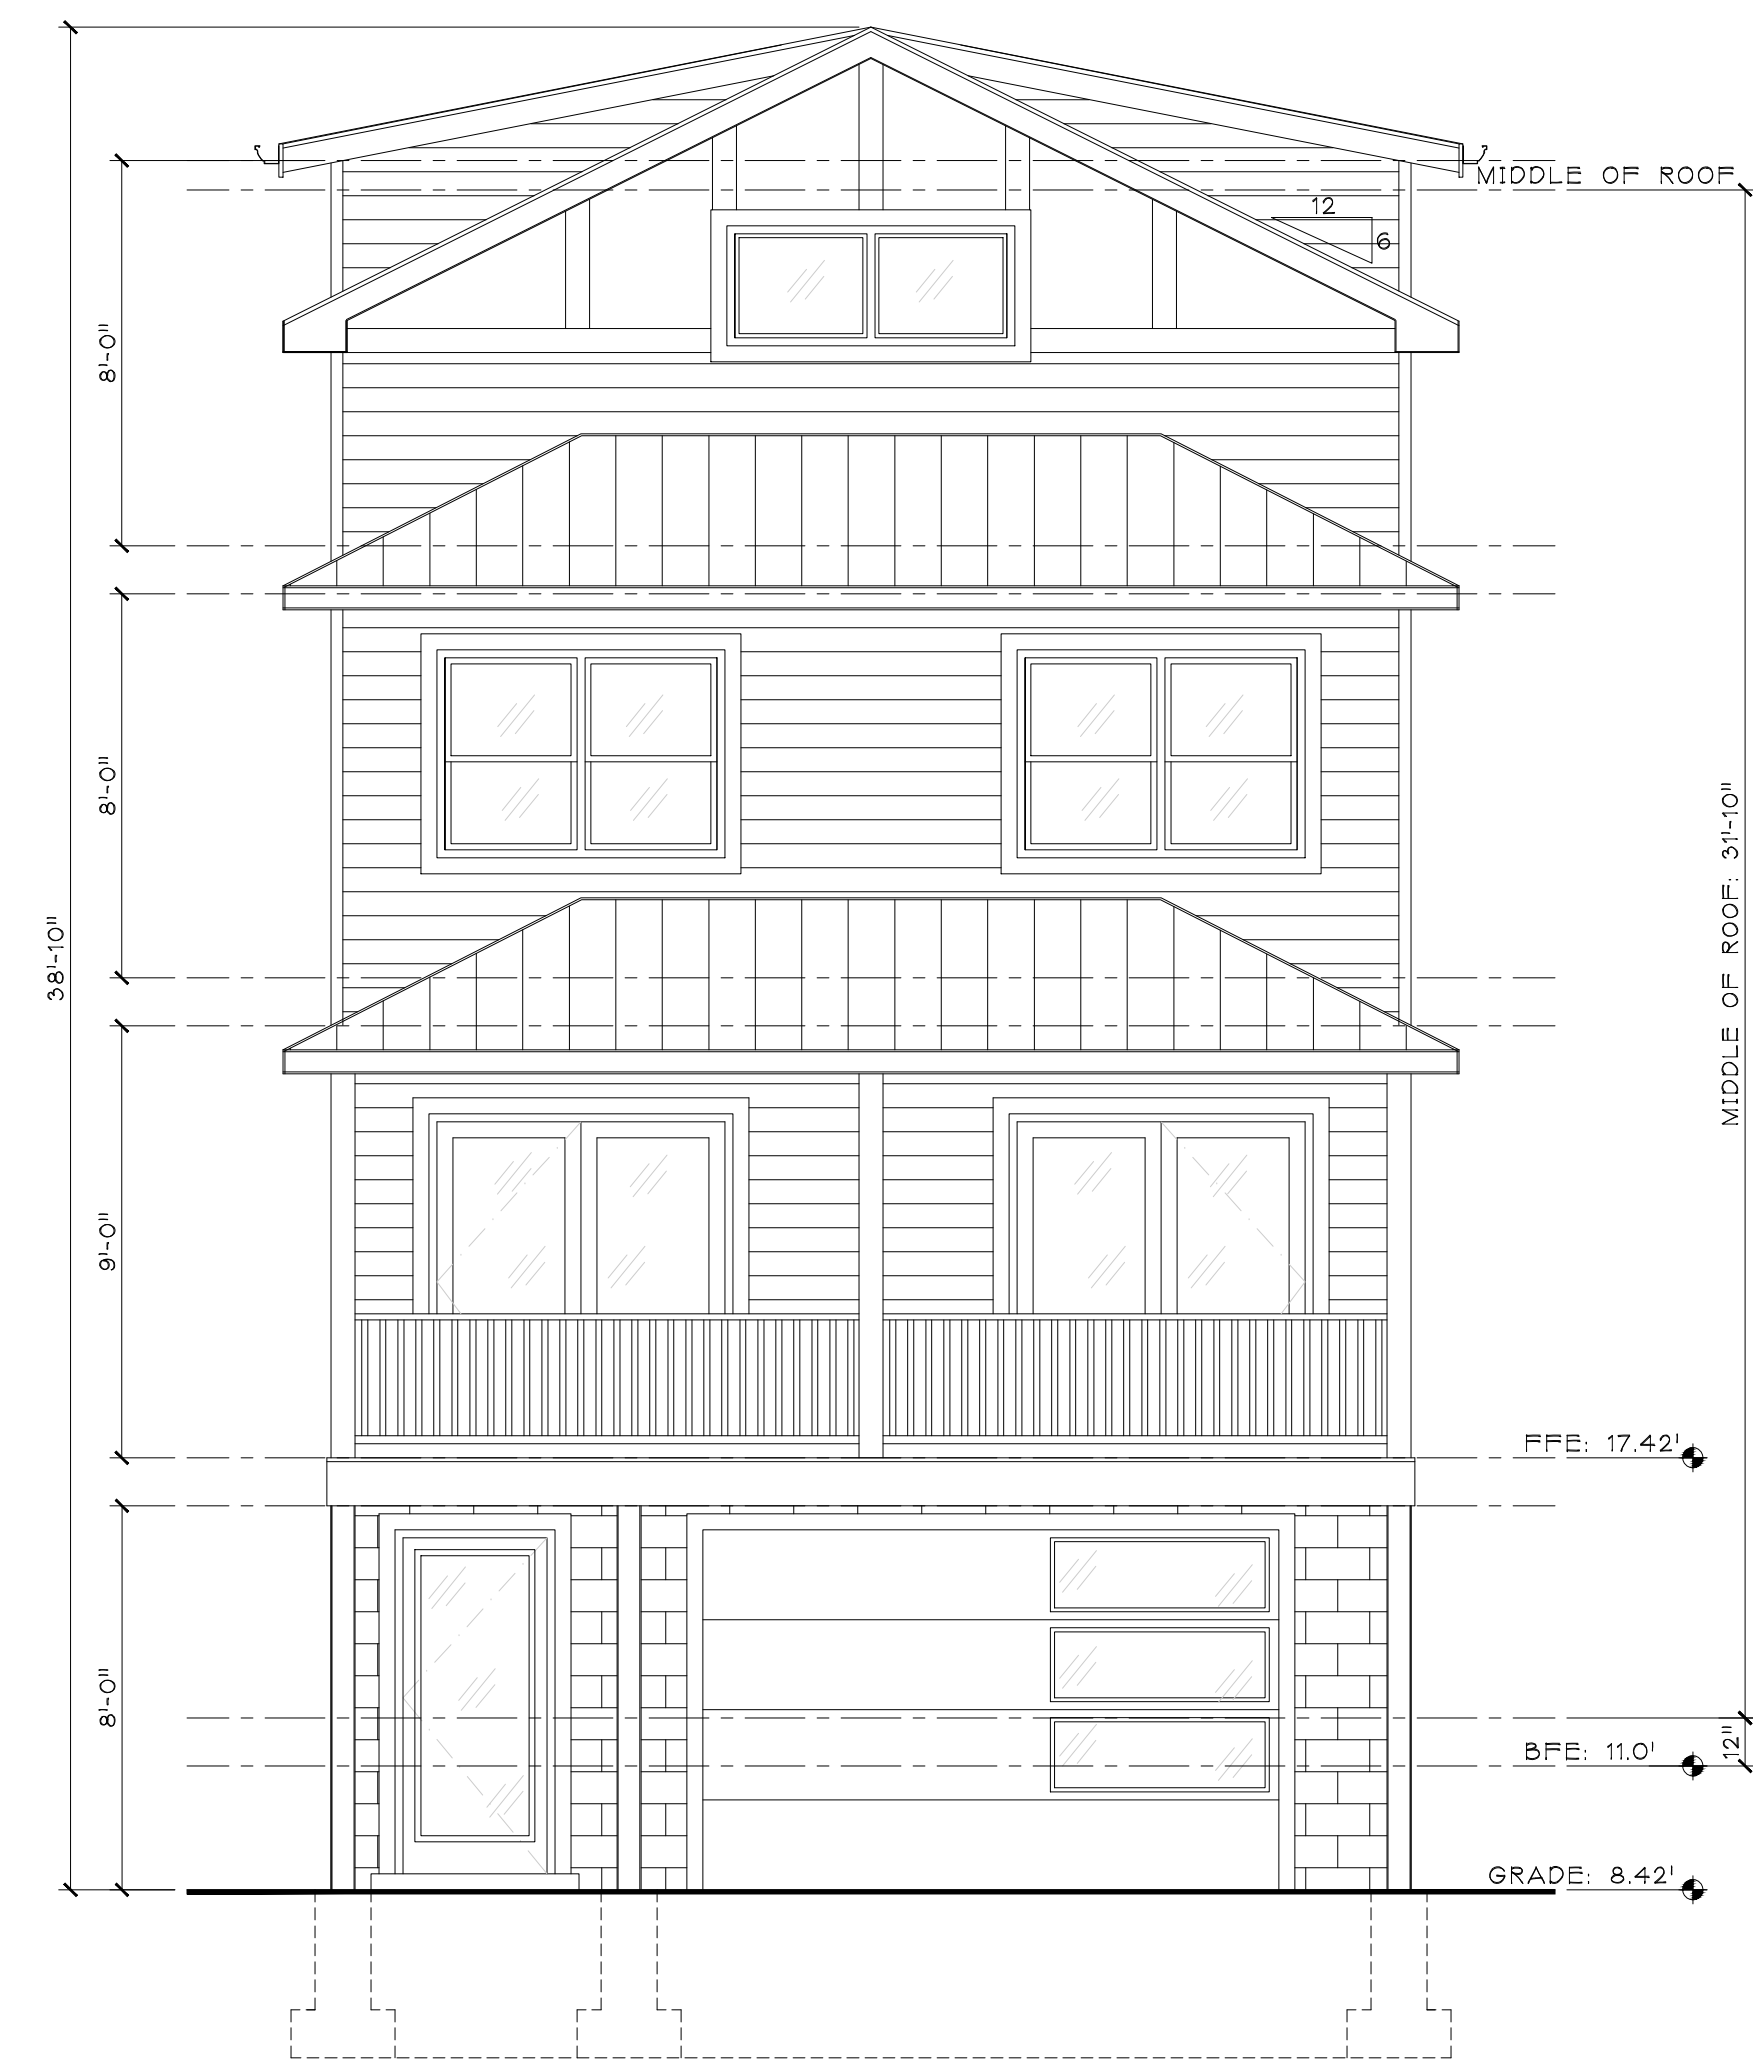 MIDDLE OF ROOF
12
6
8'-0"
8'-0"
38'-10"
MIDDLE OF ROOF: 31'-10"
9'-0"
FFE: 17.42'
8'-0"
12"
BFE: 11.0'
GRADE: 8.42'